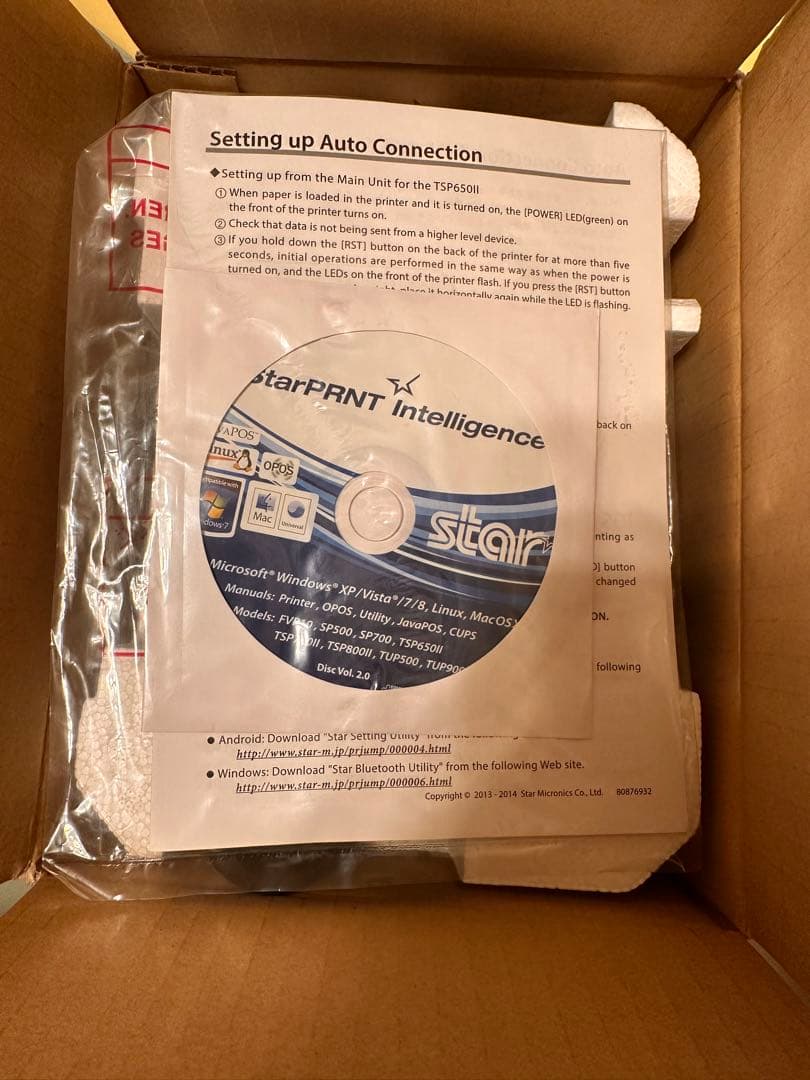 Setting up Auto Connection
◆Setting up from the Main Unit for the TSP650II
① When paper is loaded in the printer and it is turned on, the [POWER] LED(green) on
the front of the printer turns on.
② Check that data is not being sent from a higher level device.
③ If you hold down the [RST] button on the back of the printer for at more than five
seconds, initial operations are performed in the same way as when the power is
turned on, and the LEDs on the front of the printer flash. If you press the [RST] button
place it horizontally again while the LED is flashing.
back on
nting as
button
changed
ON.
following
StarPRNT Intelligence
OPOS
Mac
Universal
star
Microsoft® Windows® XP/Vista®/7/8, Linux, MacOS
Manuals: Printer, OPOS, Utility, JavaPOS, CUPS
SP500, SP700, TSP650II
TSP800II, TUP500, TUP900
Disc Vol. 2.0
● Android: Download "Star Setting Utility"
http://www.star-m.jp/prjump/000004.html
● Windows: Download "Star Bluetooth Utility" from the following Web site.
http://www.star-m.jp/prjump/000006.html
Copyright © 2013 - 2014 Star Micronics Co., Ltd. 80876932